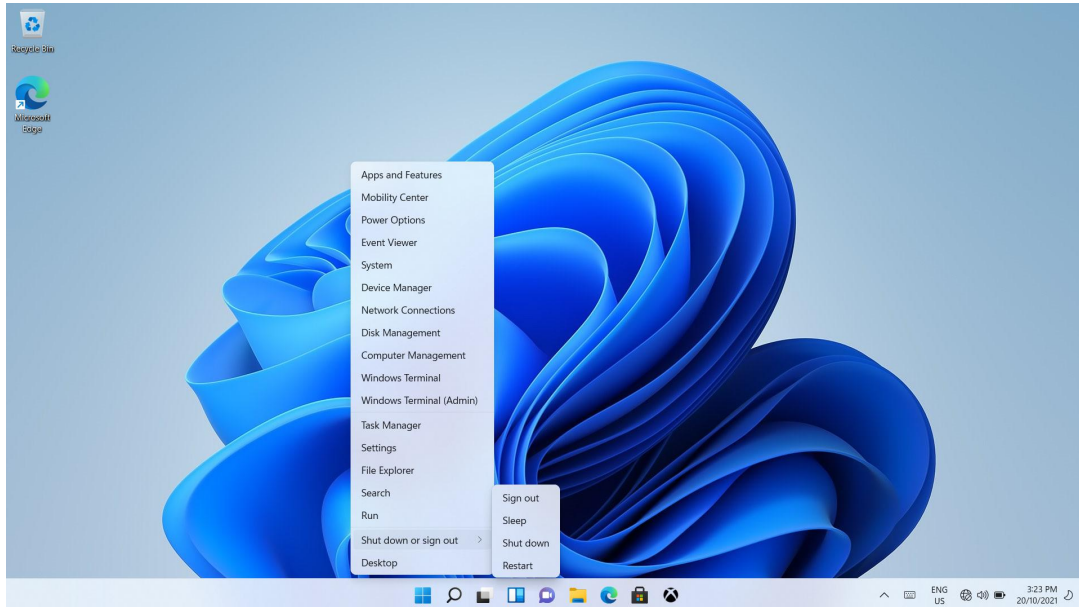 Recycle Bin
Microsoft
Edge
Apps and Features
Mobility Center
Power Options
Event Viewer
System
Device Manager
Network Connections
Disk Management
Computer Management
Windows Terminal
Windows Terminal (Admin)
Task Manager
Settings
File Explorer
Search
Run
Shut down or sign out
Desktop
Sign out
Sleep
Shut down
Restart
ENG
US
3:23 PM
20/10/2021